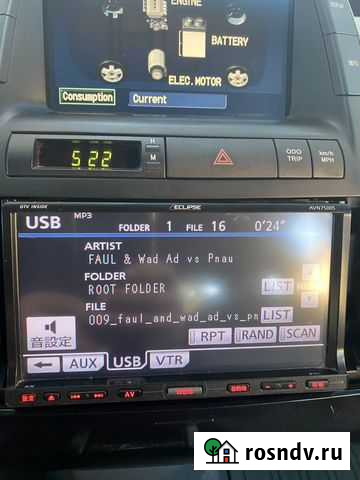 ENGINE
BATTERY
ELEC. MOTOR
Consumption Current
5:22
H
M
ODO
TRIP
km/h
MPH
DTV INSIDE
ECLIPSE
USB MP3 FOLDER 1 FILE 16 0'24"
ARTIST
FAUL & Wad Ad vs Pnau
FOLDER
ROOT FOLDER LIST
FILE
009_faul_and_wad_ad_vs_pn LIST
音設定
RPT RAND SCAN
AUX USB VTR
AV
rosndv.ru